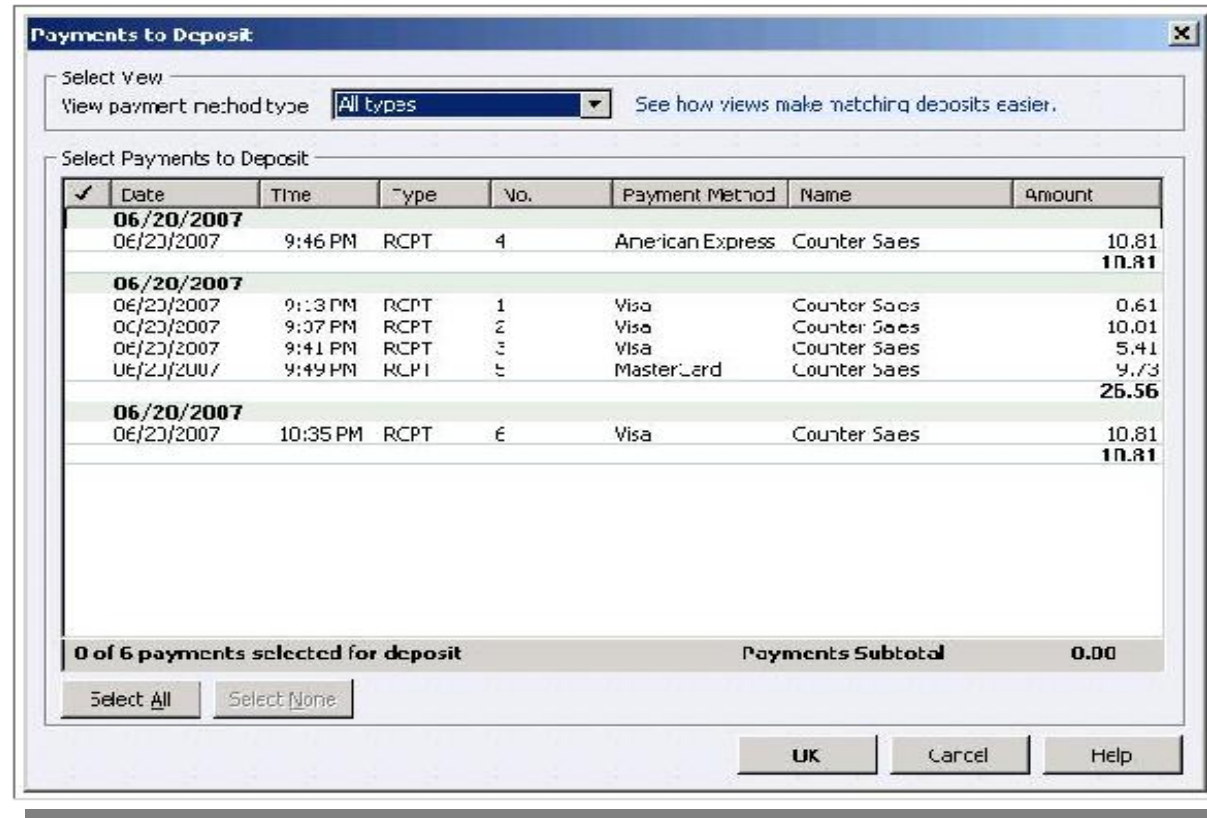 Payments to Deposit
Select View
View payment method type All types See how views make matching deposits easier.
Select Payments to Deposit
✓ Date Time Type No. Payment Method Name Amount
06/20/2007
06/20/2007 9:46 PM RCPT 4 American Express Counter Sales 10.81
10.81
06/20/2007
06/20/2007 9:13 PM RCPT 1 Visa Counter Sales 0.61
06/20/2007 9:37 PM RCPT 2 Visa Counter Sales 10.81
06/20/2007 9:41 PM RCPT 3 Visa Counter Sales 5.41
06/20/2007 9:49 PM RCPT 5 MasterCard Counter Sales 9.73
26.56
06/20/2007
06/20/2007 10:35 PM RCPT 6 Visa Counter Sales 10.81
10.81
0 of 6 payments selected for deposit Payments Subtotal 0.00
Select All Select None
OK Cancel Help